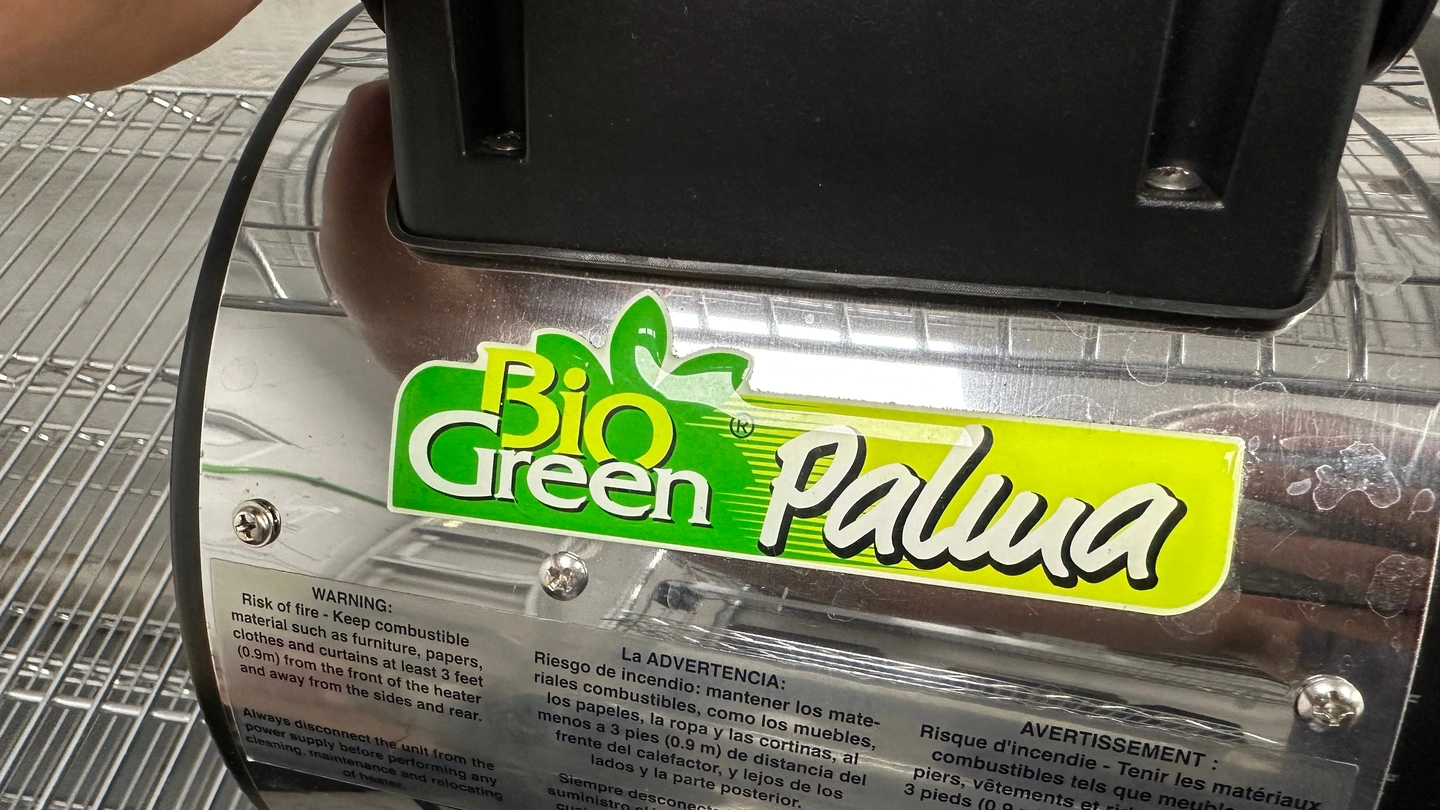 Bio
Green ®
Palma
WARNING:
Risk of fire - Keep combustible
material such as furniture, papers,
clothes and curtains at least 3 feet
(0.9m) from the front of the heater
and away from the sides and rear.
Always disconnect the unit from the
power supply before performing any
cleaning, maintenance and relocating
of heater.
La ADVERTENCIA:
Riesgo de incendio: mantener los mate-
riales combustibles, como los muebles,
los papeles, la ropa y las cortinas, al
menos a 3 pies (0.9 m) de distancia del
frente del calefactor, y lejos de los
lados y la parte posterior.
Siempre desconecte
suministro el
AVERTISSEMENT :
Risque d'incendie - Tenir les matériaux
combustibles tels que
piers, vêtements et
3 pieds